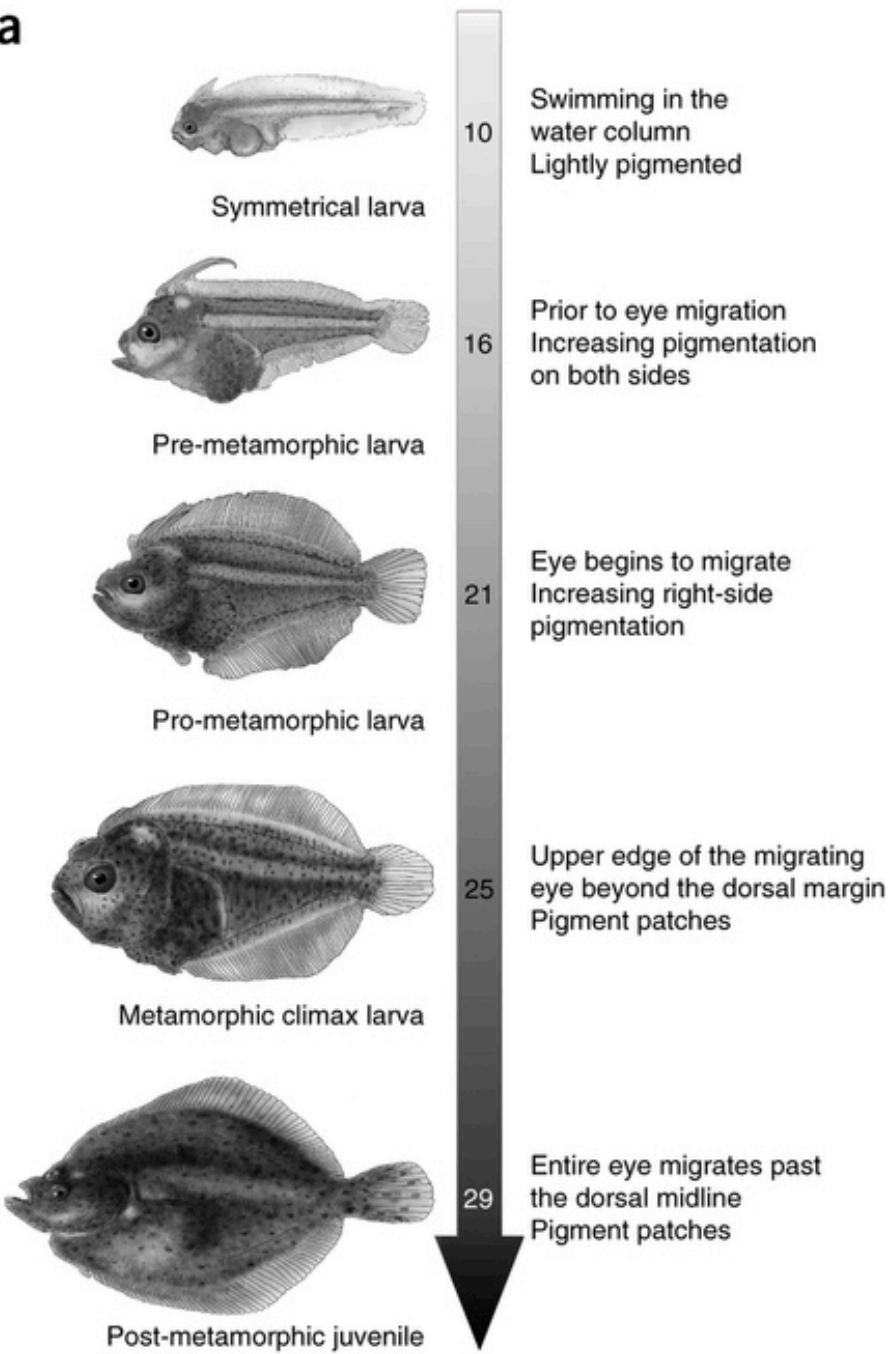 a
10
Swimming in the
water column
Lightly pigmented
Symmetrical larva
16
Prior to eye migration
Increasing pigmentation
on both sides
Pre-metamorphic larva
21
Eye begins to migrate
Increasing right-side
pigmentation
Pro-metamorphic larva
25
Upper edge of the migrating
eye beyond the dorsal margin
Pigment patches
Metamorphic climax larva
29
Entire eye migrates past
the dorsal midline
Pigment patches
Post-metamorphic juvenile